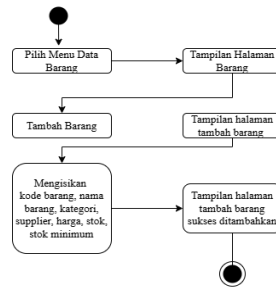 Pilih Menu Data
Barang
Tampilan Halaman
Barang
Tambah Barang
Tampilan halaman
tambah barang
Mengisikan
kode barang, nama
barang, kategori,
supplier, harga, stok,
stok minimum
Tampilan halaman
tambah barang
sukses ditambahkan